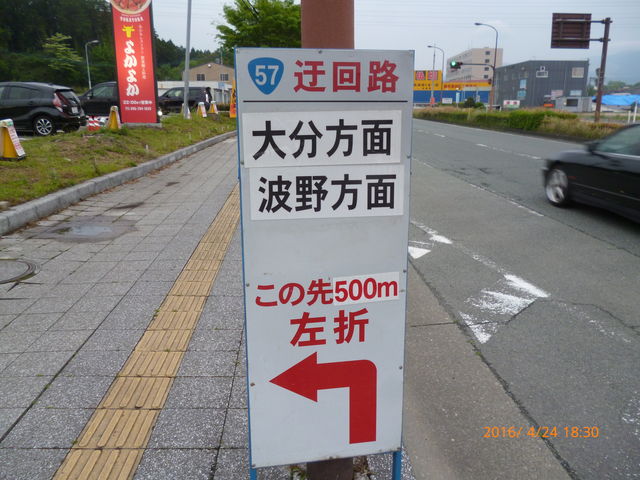 57 迂回路
大分方面
波野方面
この先500m
左折
よかよか
2016/ 4/24 18:30